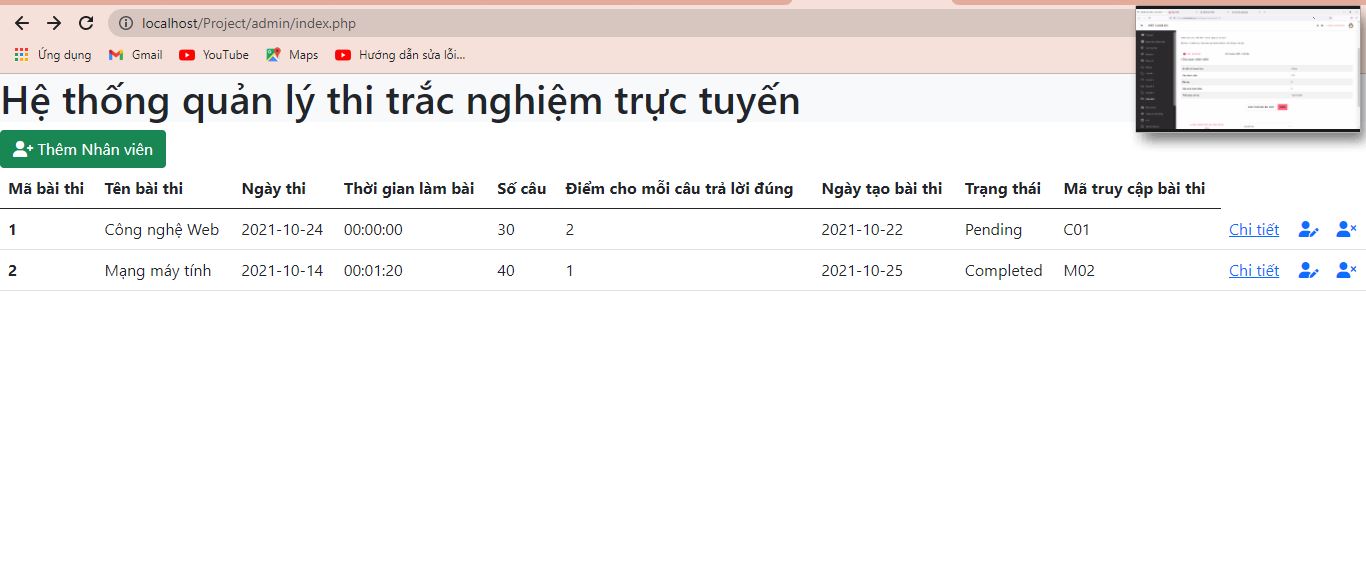 localhost/Project/admin/index.php
Ứng dụng Gmail YouTube Maps Hướng dẫn sửa lỗi...
Hệ thống quản lý thi trắc nghiệm trực tuyến
Thêm Nhân viên
Mã bài thi Tên bài thi Ngày thi Thời gian làm bài Số câu Điểm cho mỗi câu trả lời đúng Ngày tạo bài thi Trạng thái Mã truy cập bài thi
1 Công nghệ Web 2021-10-24 00:00:00 30 2 2021-10-22 Pending C01 Chi tiết
2 Mạng máy tính 2021-10-14 00:01:20 40 1 2021-10-25 Completed M02 Chi tiết